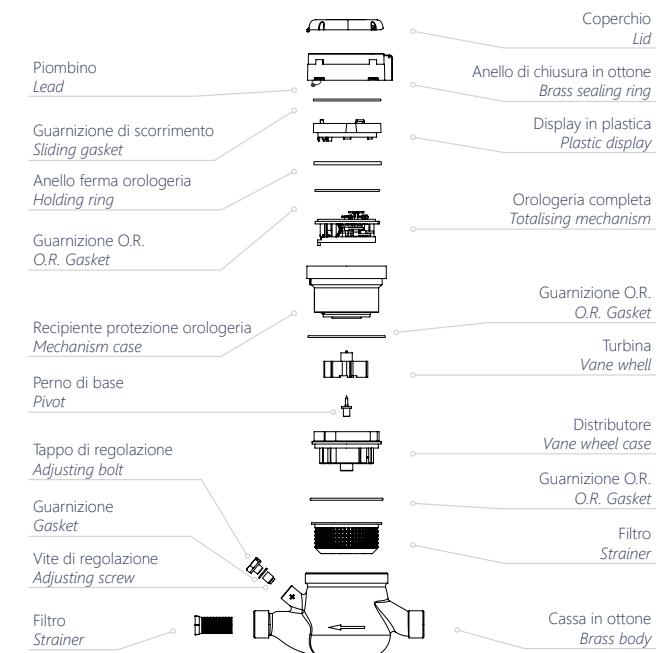 Piombino
Lead
Guarnizione di scorrimento
Sliding gasket
Anello ferma orologeria
Holding ring
Guarnizione O.R.
O.R. Gasket
Recipiente protezione orologeria
Mechanism case
Perno di base
Pivot
Tappo di regolazione
Adjusting bolt
Guarnizione
Gasket
Vite di regolazione
Adjusting screw
Filtro
Strainer
Coperchio
Lid
Anello di chiusura in ottone
Brass sealing ring
Display in plastica
Plastic display
Orologeria completa
Totalising mechanism
Guarnizione O.R.
O.R. Gasket
Turbina
Vane whell
Distributore
Vane wheel case
Guarnizione O.R.
O.R. Gasket
Filtro
Strainer
Cassa in ottone
Brass body